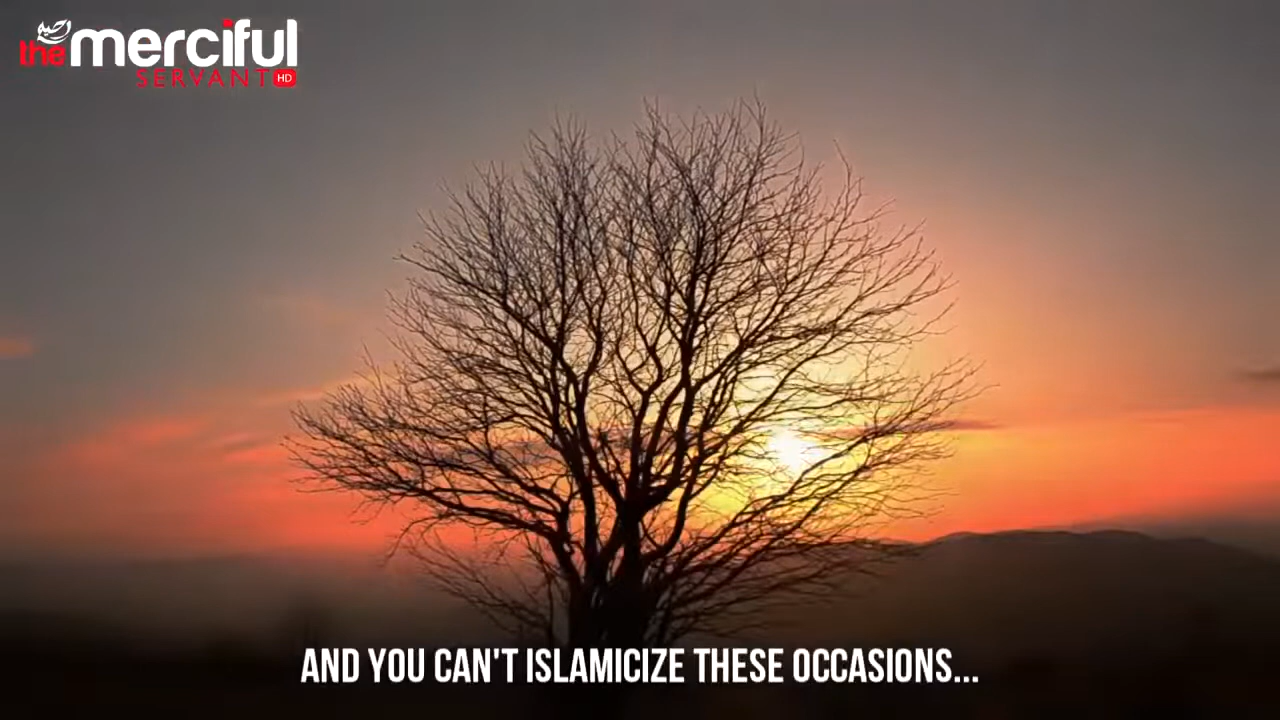 the merciful
SERVANT HD
AND YOU CAN'T ISLAMICIZE THESE OCCASIONS...